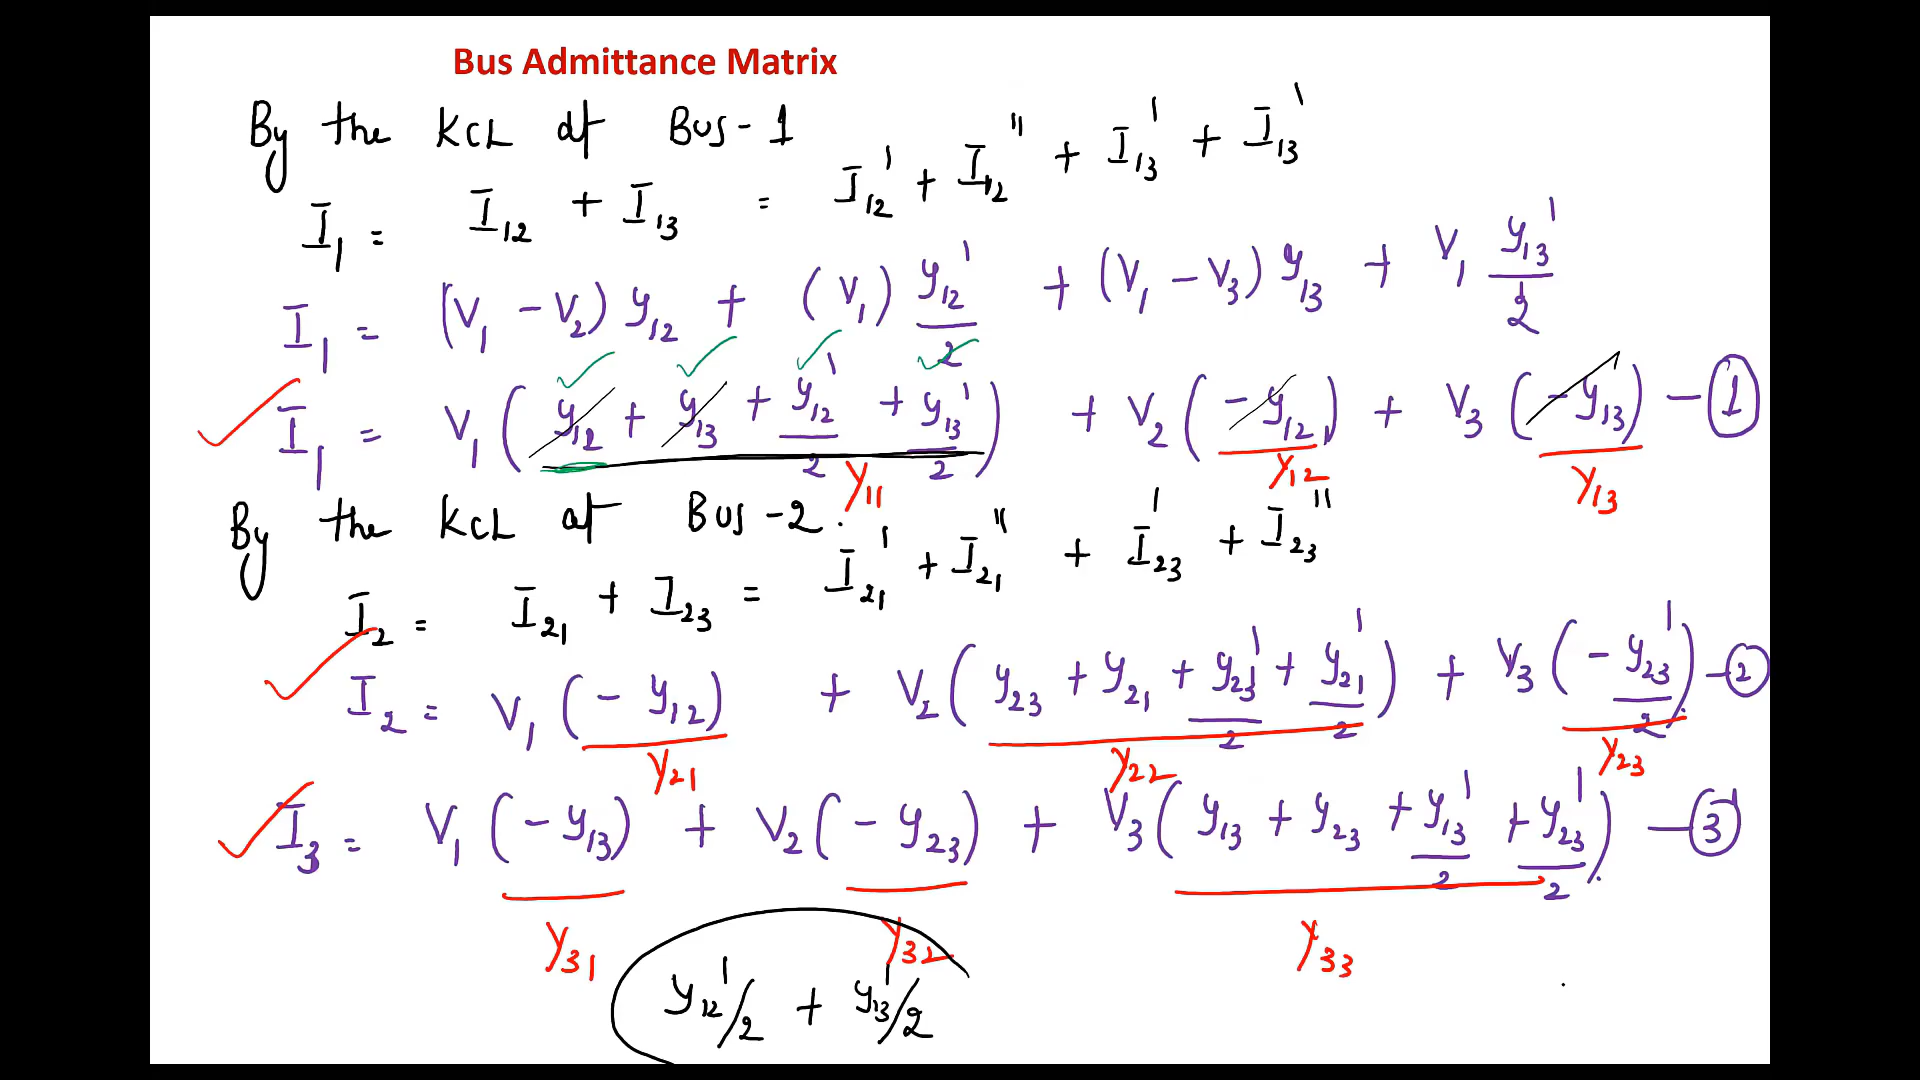 Bus Admittance Matrix
By the KCL at Bus-1
I₁ = I₁₂ + I₁₃ = I₁₂' + I₁₂'' + I₁₃' + I₁₃'
I₁ = (V₁ - V₂) y₁₂ + (V₁) y₁₂'/2 + (V₁ - V₃) y₁₃ + V₁ y₁₃'/2
I₁ = V₁ (y₁₂ + y₁₃ + y₁₂'/2 + y₁₃'/2) + V₂ (-y₁₂) + V₃ (-y₁₃) - ①
Y₁₁ Y₁₂ Y₁₃
By the KCL at Bus-2.
I₂ = I₂₁ + I₂₃ = I₂₁' + I₂₁'' + I₂₃' + I₂₃''
I₂ = V₁ (- y₁₂) + V₂ (y₂₃ + y₂₁ + y₂₃'/2 + y₂₁'/2) + V₃ (- y₂₃'/2) - ②
Y₂₁ Y₂₂ Y₂₃
I₃ = V₁ (- y₁₃) + V₂ (- y₂₃) + V₃ (y₁₃ + y₂₃ + y₁₃'/2 + y₂₃'/2) - ③
Y₃₁ Y₃₂ Y₃₃
y₁₂'/2 + y₁₃'/2